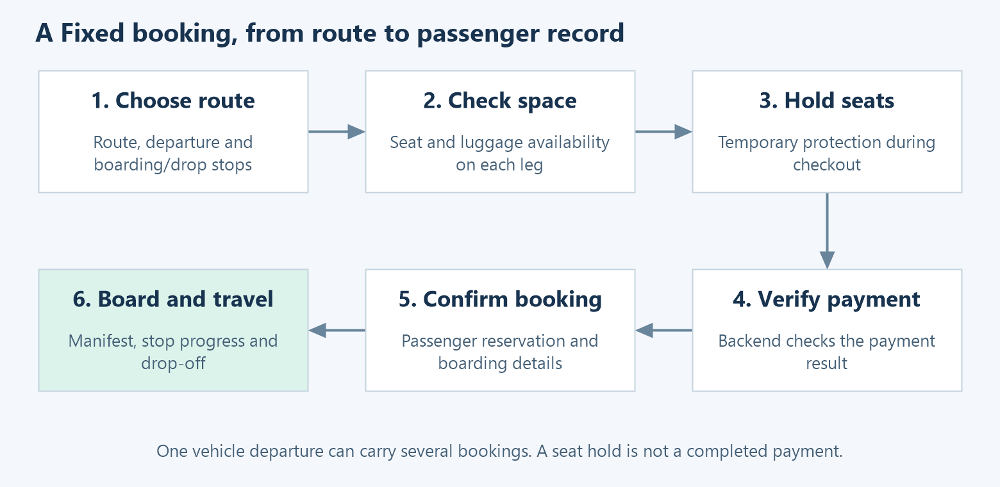 A Fixed booking, from route to passenger record
1. Choose route
Route, departure and
boarding/drop stops
2. Check space
Seat and luggage availability
on each leg
3. Hold seats
Temporary protection during
checkout
4. Verify payment
Backend checks the payment
result
5. Confirm booking
Passenger reservation and
boarding details
6. Board and travel
Manifest, stop progress and
drop-off
One vehicle departure can carry several bookings. A seat hold is not a completed payment.